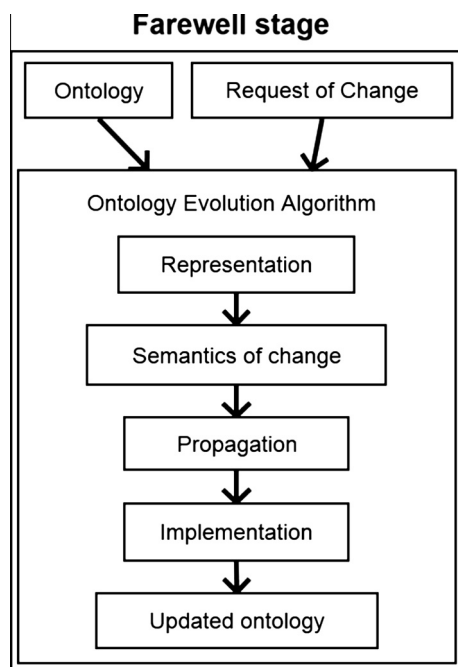 Farewell stage
Ontology
Request of Change
Ontology Evolution Algorithm
Representation
Semantics of change
Propagation
Implementation
Updated ontology